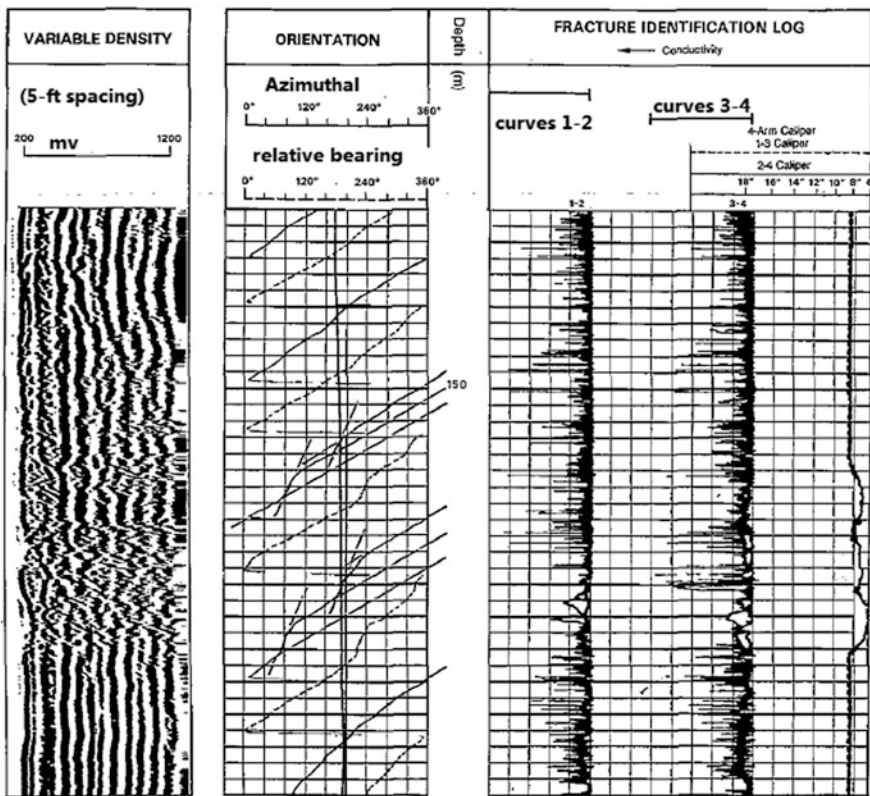 VARIABLE DENSITY
(5-ft spacing)
200 mv 1200
ORIENTATION
Azimuthal
0° 120° 240° 360°
relative bearing
0° 120° 240° 360°
Depth (m)
150
FRACTURE IDENTIFICATION LOG
Conductivity
curves 1-2
curves 3-4
4-Arm Caliper
1-3 Caliper
2-4 Caliper
18" 16" 14" 12" 10" 8" 6
1-2
3-4